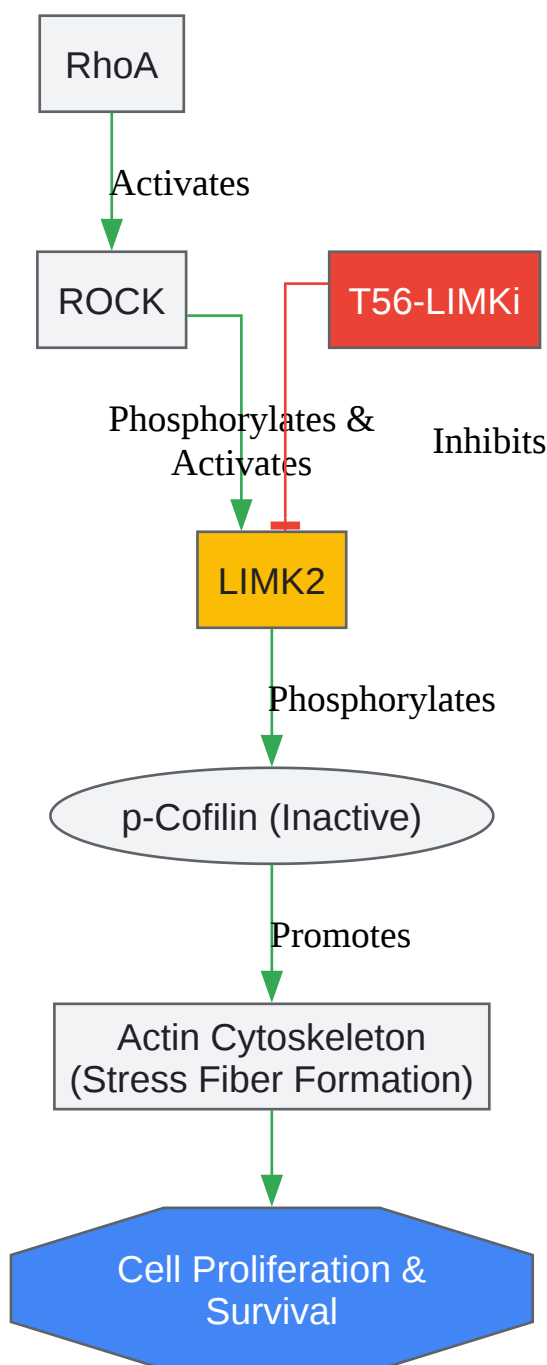 RhoA
Activates
ROCK
T56-LIMKi
Phosphorylates &
Activates
Inhibits
LIMK2
Phosphorylates
p-Cofilin (Inactive)
Promotes
Actin Cytoskeleton
(Stress Fiber Formation)
Cell Proliferation &
Survival